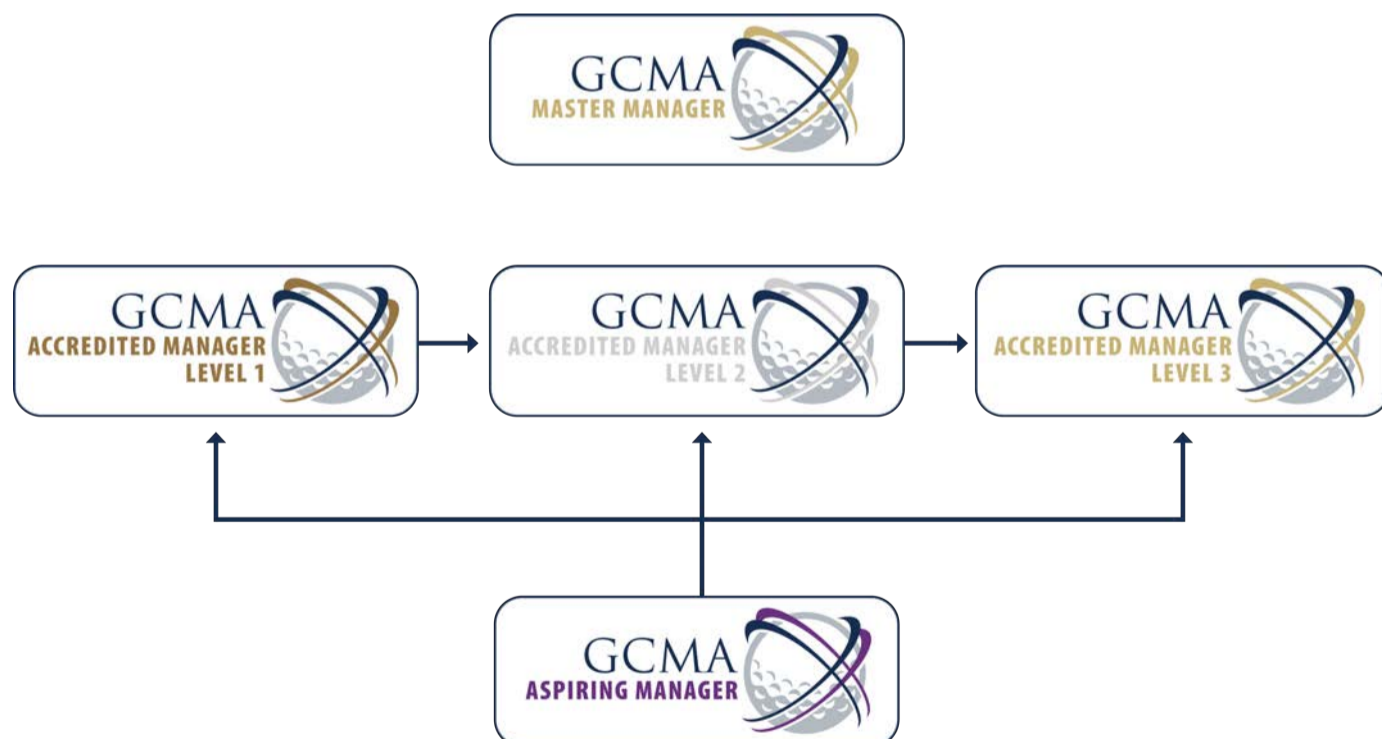 GCMA
MASTER MANAGER
GCMA
ACCREDITED MANAGER
LEVEL 1
GCMA
ACCREDITED MANAGER
LEVEL 2
GCMA
ACCREDITED MANAGER
LEVEL 3
GCMA
ASPIRING MANAGER